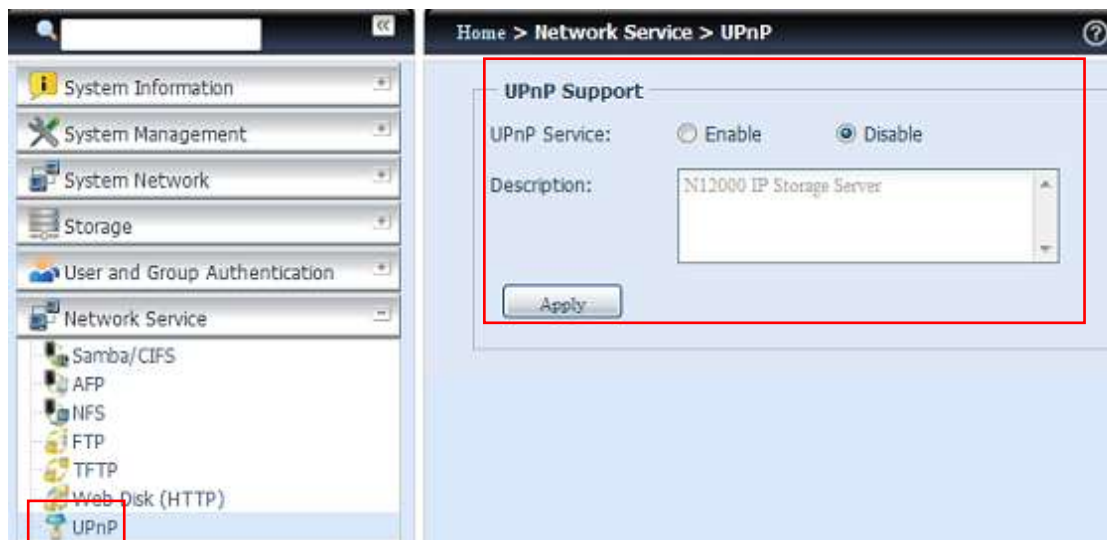 Home > Network Service > UPnP
System Information
System Management
System Network
Storage
User and Group Authentication
Network Service
Samba/CIFS
AFP
NFS
FTP
TFTP
Web Disk (HTTP)
UPnP
UPnP Support
UPnP Service: Enable Disable
Description: N12000 IP Storage Server
Apply